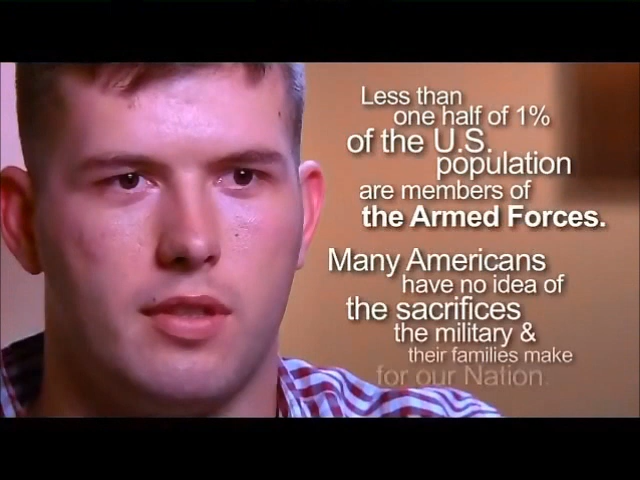 Less than
one half of 1%
of the U.S.
population
are members of
the Armed Forces.
Many Americans
have no idea of
the sacrifices
the military &
their families make
for our Nation.